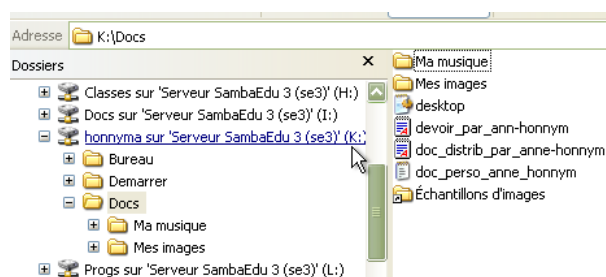 Adresse K:\Docs
Dossiers
Classes sur 'Serveur SambaEdu 3 (se3)' (H:)
Docs sur 'Serveur SambaEdu 3 (se3)' (I:)
honnyma sur 'Serveur SambaEdu 3 (se3)' (K:)
Bureau
Demarrer
Docs
Ma musique
Mes images
Progs sur 'Serveur SambaEdu 3 (se3)' (L:)
Ma musique
Mes images
desktop
devoir_par_ann-honnym
doc_distrib_par_anne-honnym
doc_perso_anne_honnym
Échantillons d'images